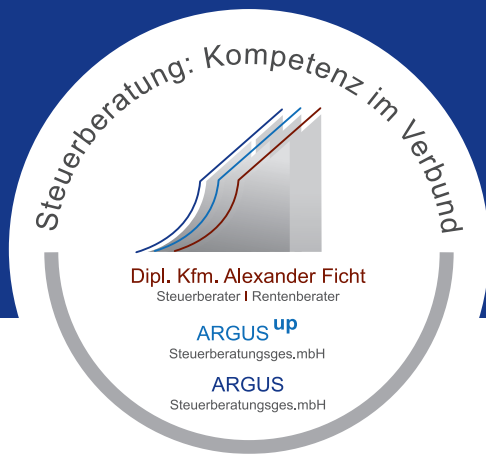 Steuerberatung: Kompetenz im Verbund
Dipl. Kfm. Alexander Ficht
Steuerberater I Rentenberater
ARGUS up
Steuerberatungsges.mbH
ARGUS
Steuerberatungsges.mbH